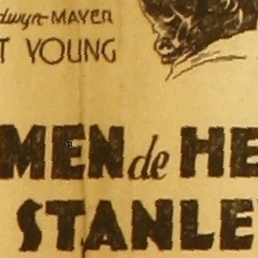 dwyn-MAYER
T YOUNG
MEN de HE
STANLE